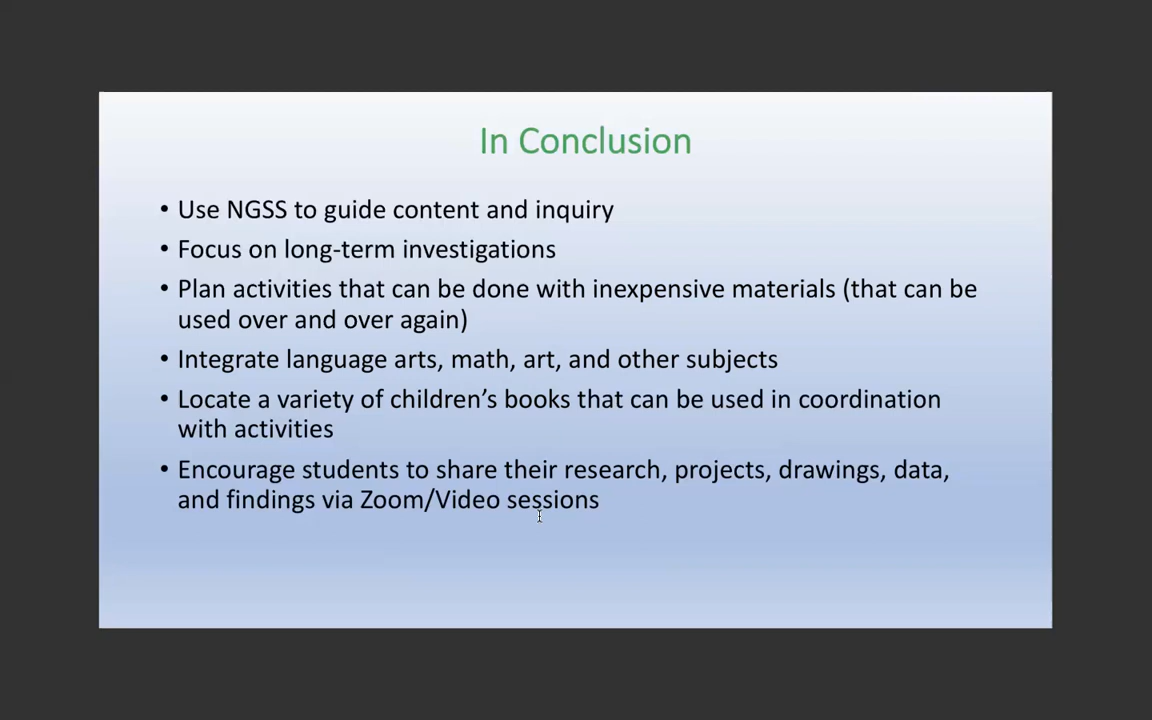 In Conclusion
• Use NGSS to guide content and inquiry
• Focus on long-term investigations
• Plan activities that can be done with inexpensive materials (that can be
used over and over again)
• Integrate language arts, math, art, and other subjects
• Locate a variety of children’s books that can be used in coordination
with activities
• Encourage students to share their research, projects, drawings, data,
and findings via Zoom/Video sessions